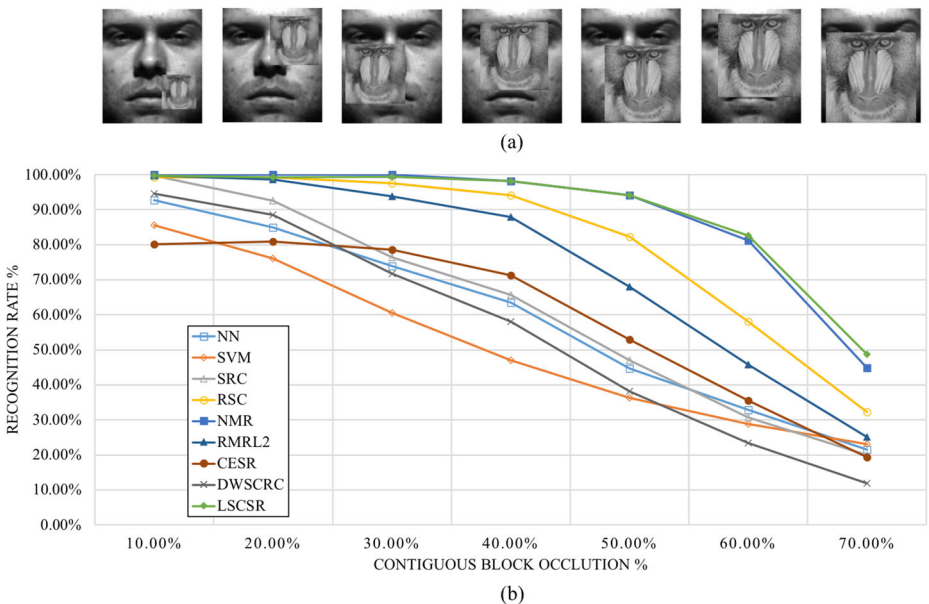 (a)
100.00%
90.00%
80.00%
70.00%
60.00%
50.00%
40.00%
30.00%
20.00%
10.00%
0.00%
RECOGNITION RATE %
NN
SVM
SRC
RSC
NMR
RMRL2
CESR
DWSCRC
LSCSR
10.00% 20.00% 30.00% 40.00% 50.00% 60.00% 70.00%
CONTIGUOUS BLOCK OCCLUTION %
(b)